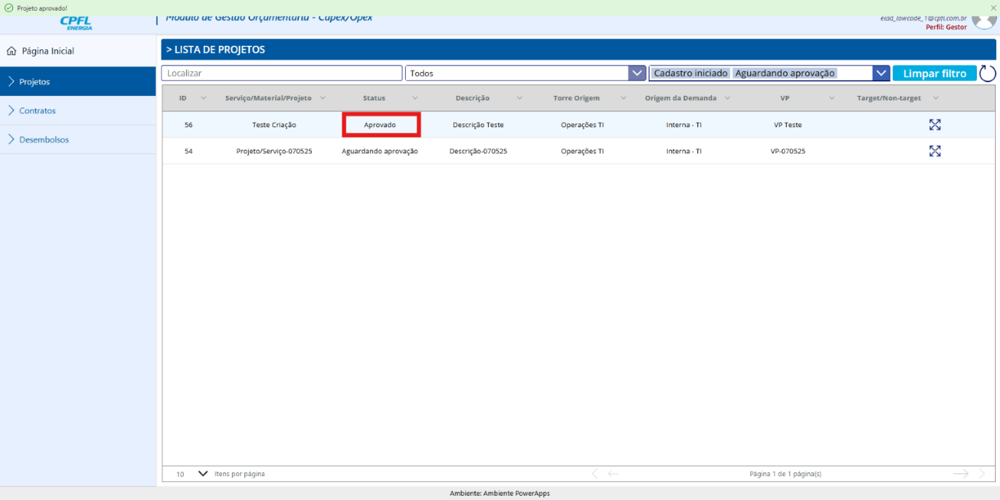 Projeto aprovado!
CPFL
ENERGIA
Módulo de Gestão Orçamentária - Capex/Opex
eiad_lowcode_1@cpfl.com.br
Perfil: Gestor
Página Inicial
Projetos
Contratos
Desembolsos
> LISTA DE PROJETOS
Localizar Todos Cadastro iniciado Aguardando aprovação Limpar filtro
ID Serviço/Material/Projeto Status Descrição Torre Origem Origem da Demanda VP Target/Non-target
56 Teste Criação Aprovado Descrição Teste Operações TI Interna - TI VP Teste
54 Projeto/Serviço-070525 Aguardando aprovação Descrição-070525 Operações TI Interna - TI VP-070525
10 Itens por página Página 1 de 1 página(s)
Ambiente: Ambiente PowerApps